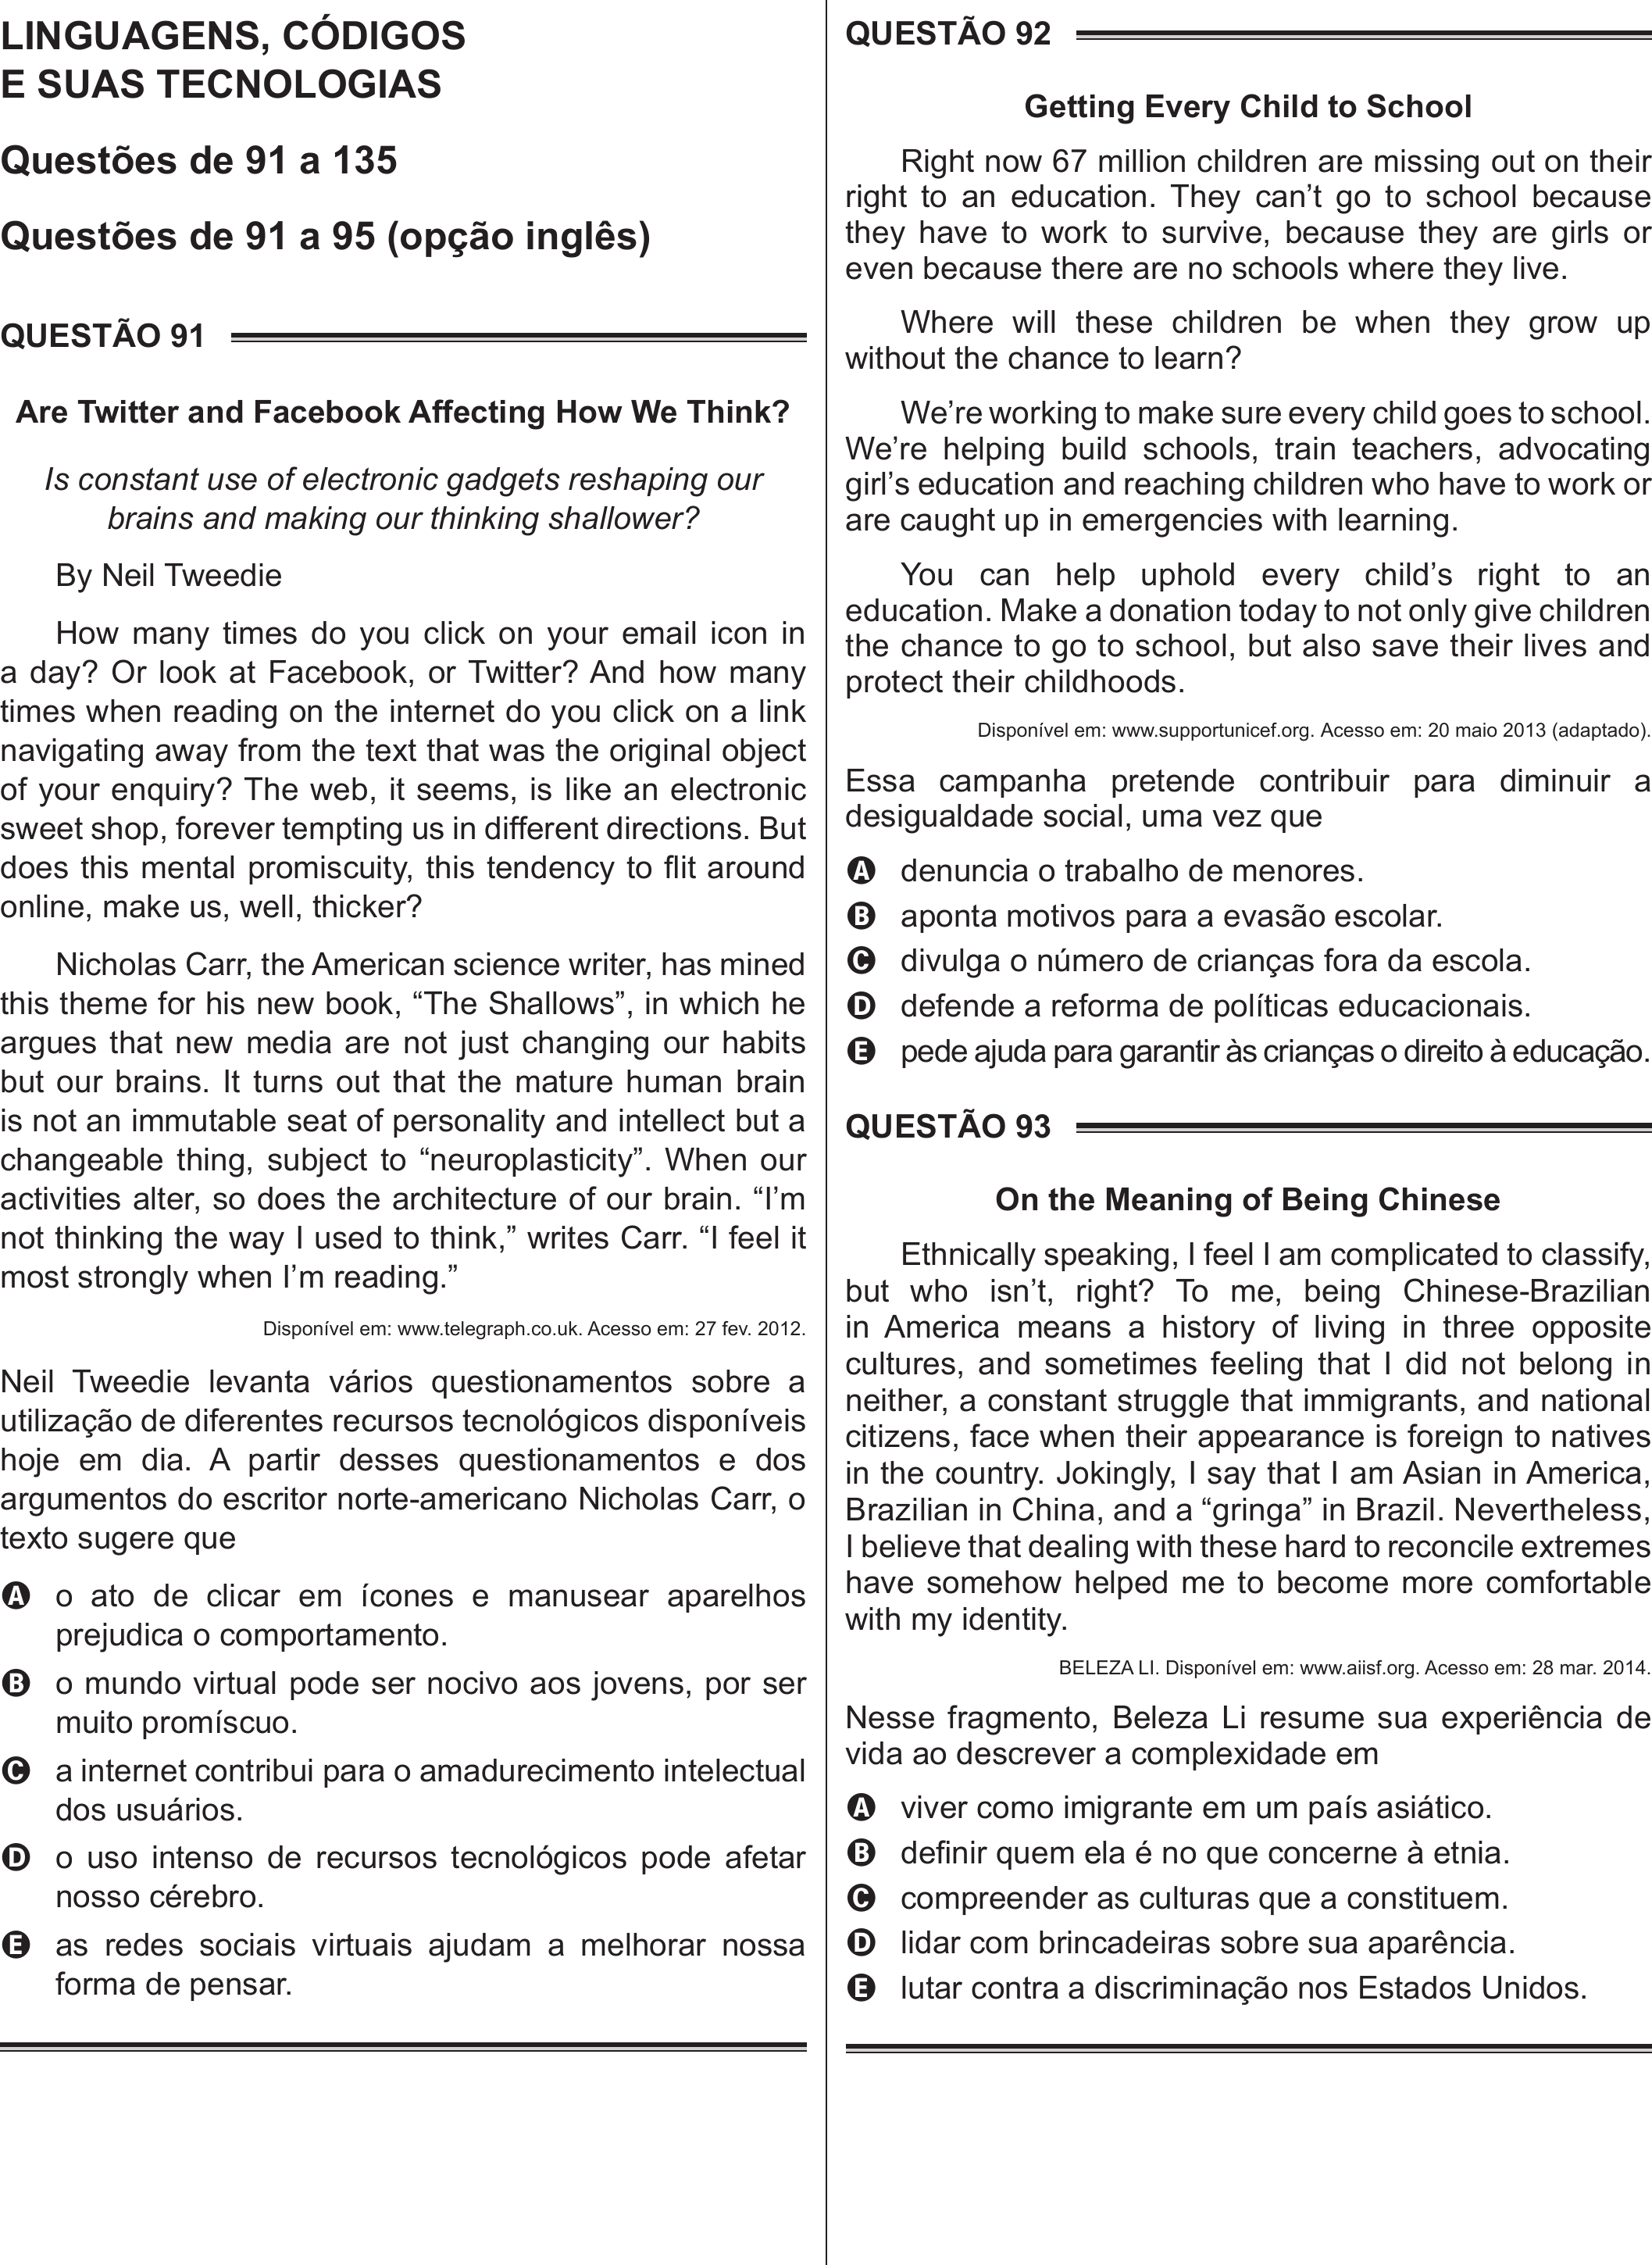 LINGUAGENS, CÓDIGOS
E SUAS TECNOLOGIAS
Questões de 91 a 135
Questões de 91 a 95 (opção inglês)
QUESTÃO 91
Are Twitter and Facebook Affecting How We Think?
Is constant use of electronic gadgets reshaping our
brains and making our thinking shallower?
By Neil Tweedie
How many times do you click on your email icon in
a day? Or look at Facebook, or Twitter? And how many
times when reading on the internet do you click on a link
navigating away from the text that was the original object
of your enquiry? The web, it seems, is like an electronic
sweet shop, forever tempting us in different directions. But
does this mental promiscuity, this tendency to flit around
online, make us, well, thicker?
Nicholas Carr, the American science writer, has mined
this theme for his new book, “The Shallows”, in which he
argues that new media are not just changing our habits
but our brains. It turns out that the mature human brain
is not an immutable seat of personality and intellect but a
changeable thing, subject to “neuroplasticity”. When our
activities alter, so does the architecture of our brain. “I’m
not thinking the way I used to think,” writes Carr. “I feel it
most strongly when I’m reading.”
Disponível em: www.telegraph.co.uk. Acesso em: 27 fev. 2012.
Neil Tweedie levanta vários questionamentos sobre a
utilização de diferentes recursos tecnológicos disponíveis
hoje em dia. A partir desses questionamentos e dos
argumentos do escritor norte-americano Nicholas Carr, o
texto sugere que
A o ato de clicar em ícones e manusear aparelhos
prejudica o comportamento.
B o mundo virtual pode ser nocivo aos jovens, por ser
muito promíscuo.
C a internet contribui para o amadurecimento intelectual
dos usuários.
D o uso intenso de recursos tecnológicos pode afetar
nosso cérebro.
E as redes sociais virtuais ajudam a melhorar nossa
forma de pensar.
QUESTÃO 92
Getting Every Child to School
Right now 67 million children are missing out on their
right to an education. They can’t go to school because
they have to work to survive, because they are girls or
even because there are no schools where they live.
Where will these children be when they grow up
without the chance to learn?
We’re working to make sure every child goes to school.
We’re helping build schools, train teachers, advocating
girl’s education and reaching children who have to work or
are caught up in emergencies with learning.
You can help uphold every child’s right to an
education. Make a donation today to not only give children
the chance to go to school, but also save their lives and
protect their childhoods.
Disponível em: www.supportunicef.org. Acesso em: 20 maio 2013 (adaptado).
Essa campanha pretende contribuir para diminuir a
desigualdade social, uma vez que
A denuncia o trabalho de menores.
B aponta motivos para a evasão escolar.
C divulga o número de crianças fora da escola.
D defende a reforma de políticas educacionais.
E pede ajuda para garantir às crianças o direito à educação.
QUESTÃO 93
On the Meaning of Being Chinese
Ethnically speaking, I feel I am complicated to classify,
but who isn’t, right? To me, being Chinese-Brazilian
in America means a history of living in three opposite
cultures, and sometimes feeling that I did not belong in
neither, a constant struggle that immigrants, and national
citizens, face when their appearance is foreign to natives
in the country. Jokingly, I say that I am Asian in America,
Brazilian in China, and a “gringa” in Brazil. Nevertheless,
I believe that dealing with these hard to reconcile extremes
have somehow helped me to become more comfortable
with my identity.
BELEZA LI. Disponível em: www.aiisf.org. Acesso em: 28 mar. 2014.
Nesse fragmento, Beleza Li resume sua experiência de
vida ao descrever a complexidade em
A viver como imigrante em um país asiático.
B definir quem ela é no que concerne à etnia.
C compreender as culturas que a constituem.
D lidar com brincadeiras sobre sua aparência.
E lutar contra a discriminação nos Estados Unidos.